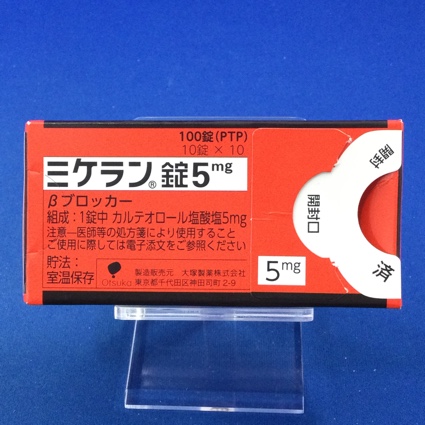 100錠(PTP)
10錠 × 10
ミケラン®錠5mg
βブロッカー
組成:1錠中 カルテオロール塩酸塩5mg
注意―医師等の処方箋により使用すること
ご使用に際しては電子添文をご参照ください
貯法:
室温保存
Otsuka
製造販売元 大塚製薬株式会社
東京都千代田区神田司町2-9
5mg
開封口
開封
済